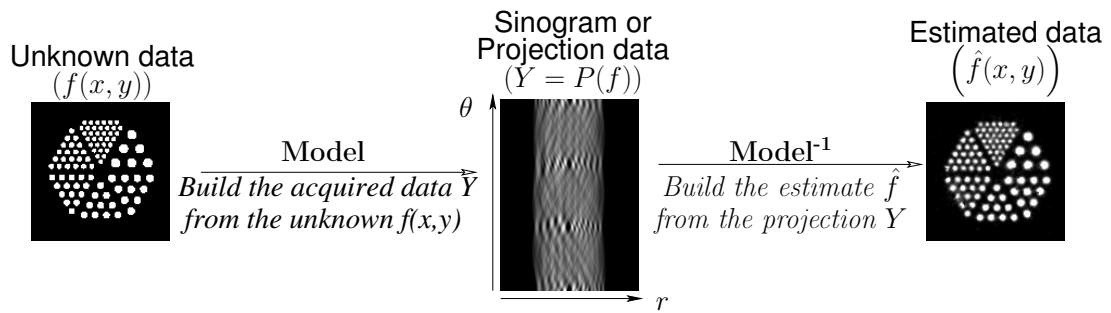 Unknown data
(f(x, y))
Model
Build the acquired data Y
from the unknown f(x,y)
Sinogram or
Projection data
(Y = P(f))
θ
r
Model⁻¹
Build the estimate f̂
from the projection Y
Estimated data
(f̂(x, y))